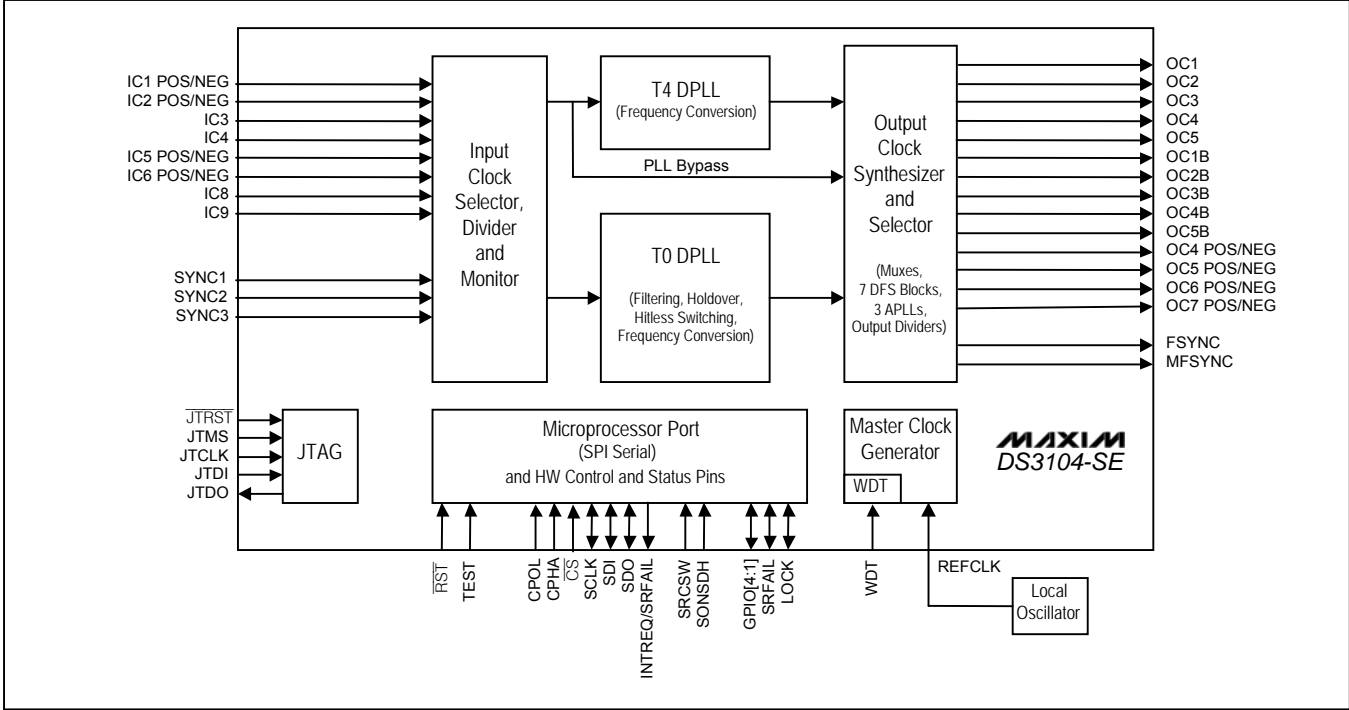 IC1 POS/NEG
IC2 POS/NEG
IC3
IC4
IC5 POS/NEG
IC6 POS/NEG
IC8
IC9
SYNC1
SYNC2
SYNC3
Input
Clock
Selector,
Divider
and
Monitor
T4 DPLL
(Frequency Conversion)
PLL Bypass
T0 DPLL
(Filtering, Holdover,
Hitless Switching,
Frequency Conversion)
Output
Clock
Synthesizer
and
Selector
(Muxes,
7 DFS Blocks,
3 APLLs,
Output Dividers)
OC1
OC2
OC3
OC4
OC5
OC1B
OC2B
OC3B
OC4B
OC5B
OC4 POS/NEG
OC5 POS/NEG
OC6 POS/NEG
OC7 POS/NEG
FSYNC
MFSYNC
JTRST
JTMS
JTCLK
JTDI
JTDO
JTAG
Microprocessor Port
(SPI Serial)
and HW Control and Status Pins
Master Clock
Generator
WDT
MAXIM
DS3104-SE
RST
TEST
CPOL
CPHA
CS
SCLK
SDI
SDO
INTREQ/SRFAIL
SRCSW
SONSDH
GPIO[4:1]
SRFAIL
LOCK
WDT
REFCLK
Local
Oscillator